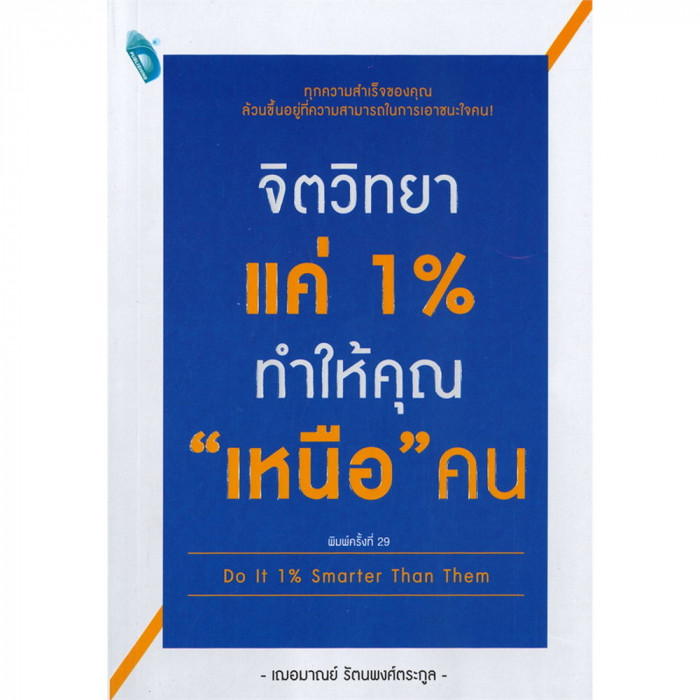 PUBLISHING
ทุกความสำเร็จของคุณ
ล้วนขึ้นอยู่ที่ความสามารถในการเอาชนะใจคน!
จิตวิทยา
แค่ 1%
ทำให้คุณ
“เหนือ” คน
พิมพ์ครั้งที่ 29
Do It 1% Smarter Than Them
- เฌอมาณย์ รัตนพงศ์ตระกูล -